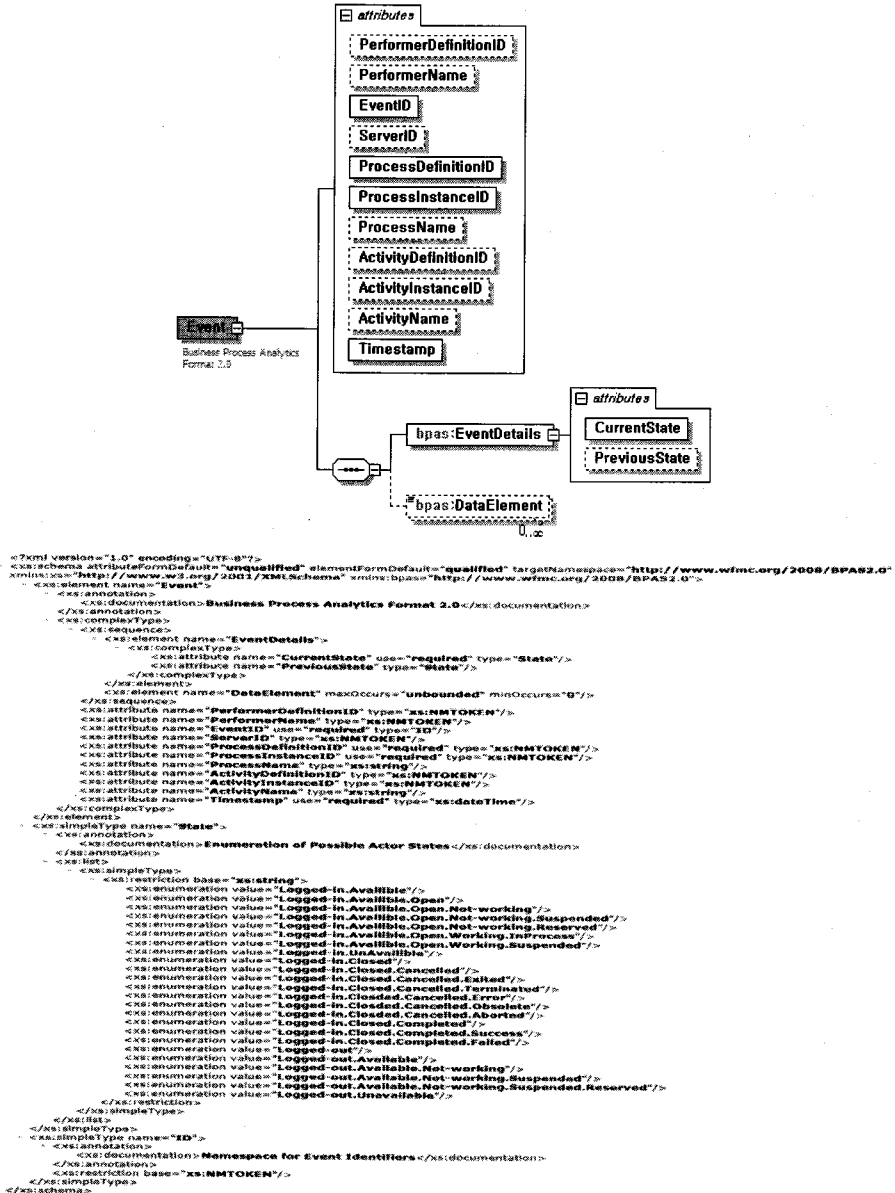 attributes
PerformerDefinitionID
PerformerName
EventID
ServerID
ProcessDefinitionID
ProcessInstanceID
ProcessName
ActivityDefinitionID
ActivityInstanceID
ActivityName
Timestamp
Event
Business Process Analytics
Format 2.0
attributes
bpas:EventDetails
CurrentState
PreviousState
bpas:DataElement
0..∞
<?xml version="1.0" encoding="UTF-8"?>
- <xs:schema attributeFormDefault="unqualified" elementFormDefault="qualified" targetNamespace="http://www.wfmc.org/2008/BPAS2.0"
xmlns:xs="http://www.w3.org/2001/XMLSchema" xmlns:bpas="http://www.wfmc.org/2008/BPAS2.0">
- <xs:element name="Event">
- <xs:annotation>
<xs:documentation>Business Process Analytics Format 2.0</xs:documentation>
</xs:annotation>
- <xs:complexType>
- <xs:sequence>
- <xs:element name="EventDetails">
- <xs:complexType>
<xs:attribute name="CurrentState" use="required" type="State"/>
<xs:attribute name="PreviousState" type="State"/>
</xs:complexType>
</xs:element>
<xs:element name="DataElement" maxOccurs="unbounded" minOccurs="0"/>
</xs:sequence>
<xs:attribute name="PerformerDefinitionID" type="xs:NMTOKEN"/>
<xs:attribute name="PerformerName" type="xs:NMTOKEN"/>
<xs:attribute name="EventID" use="required" type="ID"/>
<xs:attribute name="ServerID" type="xs:NMTOKEN"/>
<xs:attribute name="ProcessDefinitionID" use="required" type="xs:NMTOKEN"/>
<xs:attribute name="ProcessInstanceID" use="required" type="xs:NMTOKEN"/>
<xs:attribute name="ProcessName" type="xs:string"/>
<xs:attribute name="ActivityDefinitionID" type="xs:NMTOKEN"/>
<xs:attribute name="ActivityInstanceID" type="xs:NMTOKEN"/>
<xs:attribute name="ActivityName" type="xs:string"/>
<xs:attribute name="Timestamp" use="required" type="xs:dateTime"/>
</xs:complexType>
</xs:element>
- <xs:simpleType name="State">
- <xs:annotation>
<xs:documentation>Enumeration of Possible Actor States</xs:documentation>
</xs:annotation>
- <xs:list>
- <xs:simpleType>
- <xs:restriction base="xs:string">
<xs:enumeration value="Logged-in.Availible"/>
<xs:enumeration value="Logged-in.Availible.Open"/>
<xs:enumeration value="Logged-in.Availible.Open.Not-working"/>
<xs:enumeration value="Logged-in.Availible.Open.Not-working.Suspended"/>
<xs:enumeration value="Logged-in.Availible.Open.Not-working.Reserved"/>
<xs:enumeration value="Logged-in.Availible.Open.Working.InProcess"/>
<xs:enumeration value="Logged-in.Availible.Open.Working.Suspended"/>
<xs:enumeration value="Logged-in.UnAvailible"/>
<xs:enumeration value="Logged-in.Closed"/>
<xs:enumeration value="Logged-in.Closed.Cancelled"/>
<xs:enumeration value="Logged-in.Closed.Cancelled.Exited"/>
<xs:enumeration value="Logged-in.Closed.Cancelled.Terminated"/>
<xs:enumeration value="Logged-in.Closded.Cancelled.Error"/>
<xs:enumeration value="Logged-in.Closded.Cancelled.Obsolete"/>
<xs:enumeration value="Logged-in.Closded.Cancelled.Aborted"/>
<xs:enumeration value="Logged-in.Closed.Completed"/>
<xs:enumeration value="Logged-in.Closed.Completed.Success"/>
<xs:enumeration value="Logged-in.Closed.Completed.Failed"/>
<xs:enumeration value="Logged-out"/>
<xs:enumeration value="Logged-out.Available"/>
<xs:enumeration value="Logged-out.Available.Not-working"/>
<xs:enumeration value="Logged-out.Available.Not-working.Suspended"/>
<xs:enumeration value="Logged-out.Available.Not-working.Suspended.Reserved"/>
<xs:enumeration value="Logged-out.Unavailable"/>
</xs:restriction>
</xs:simpleType>
</xs:list>
</xs:simpleType>
- <xs:simpleType name="ID">
- <xs:annotation>
<xs:documentation>Namespace for Event Identifiers</xs:documentation>
</xs:annotation>
<xs:restriction base="xs:NMTOKEN"/>
</xs:simpleType>
</xs:schema>